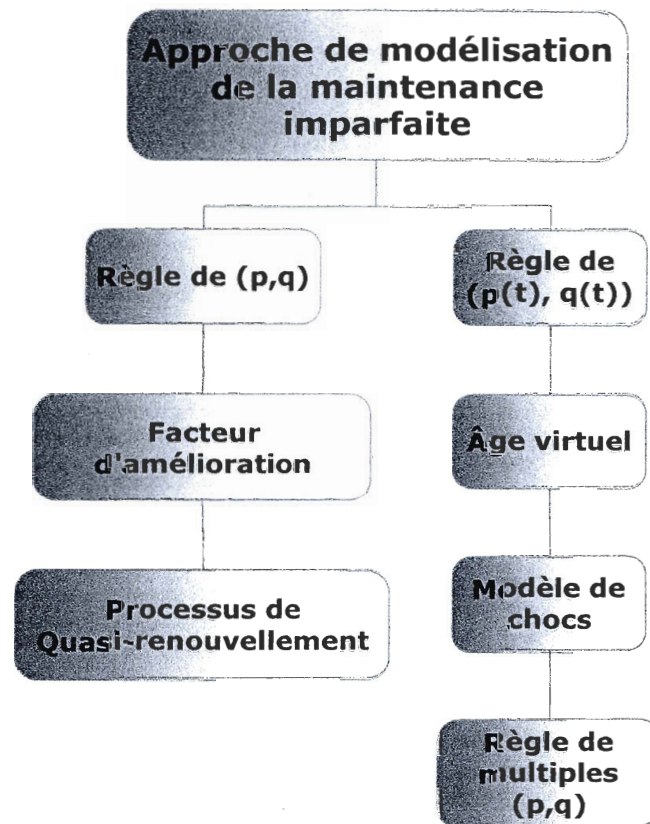 Approche de modélisation
de la maintenance
imparfaite
Règle de (p,q)
Règle de
(p(t), q(t))
Facteur
d'amélioration
Âge virtuel
Processus de
Quasi-renouvellement
Modèle de
chocs
Règle de
multiples
(p,q)